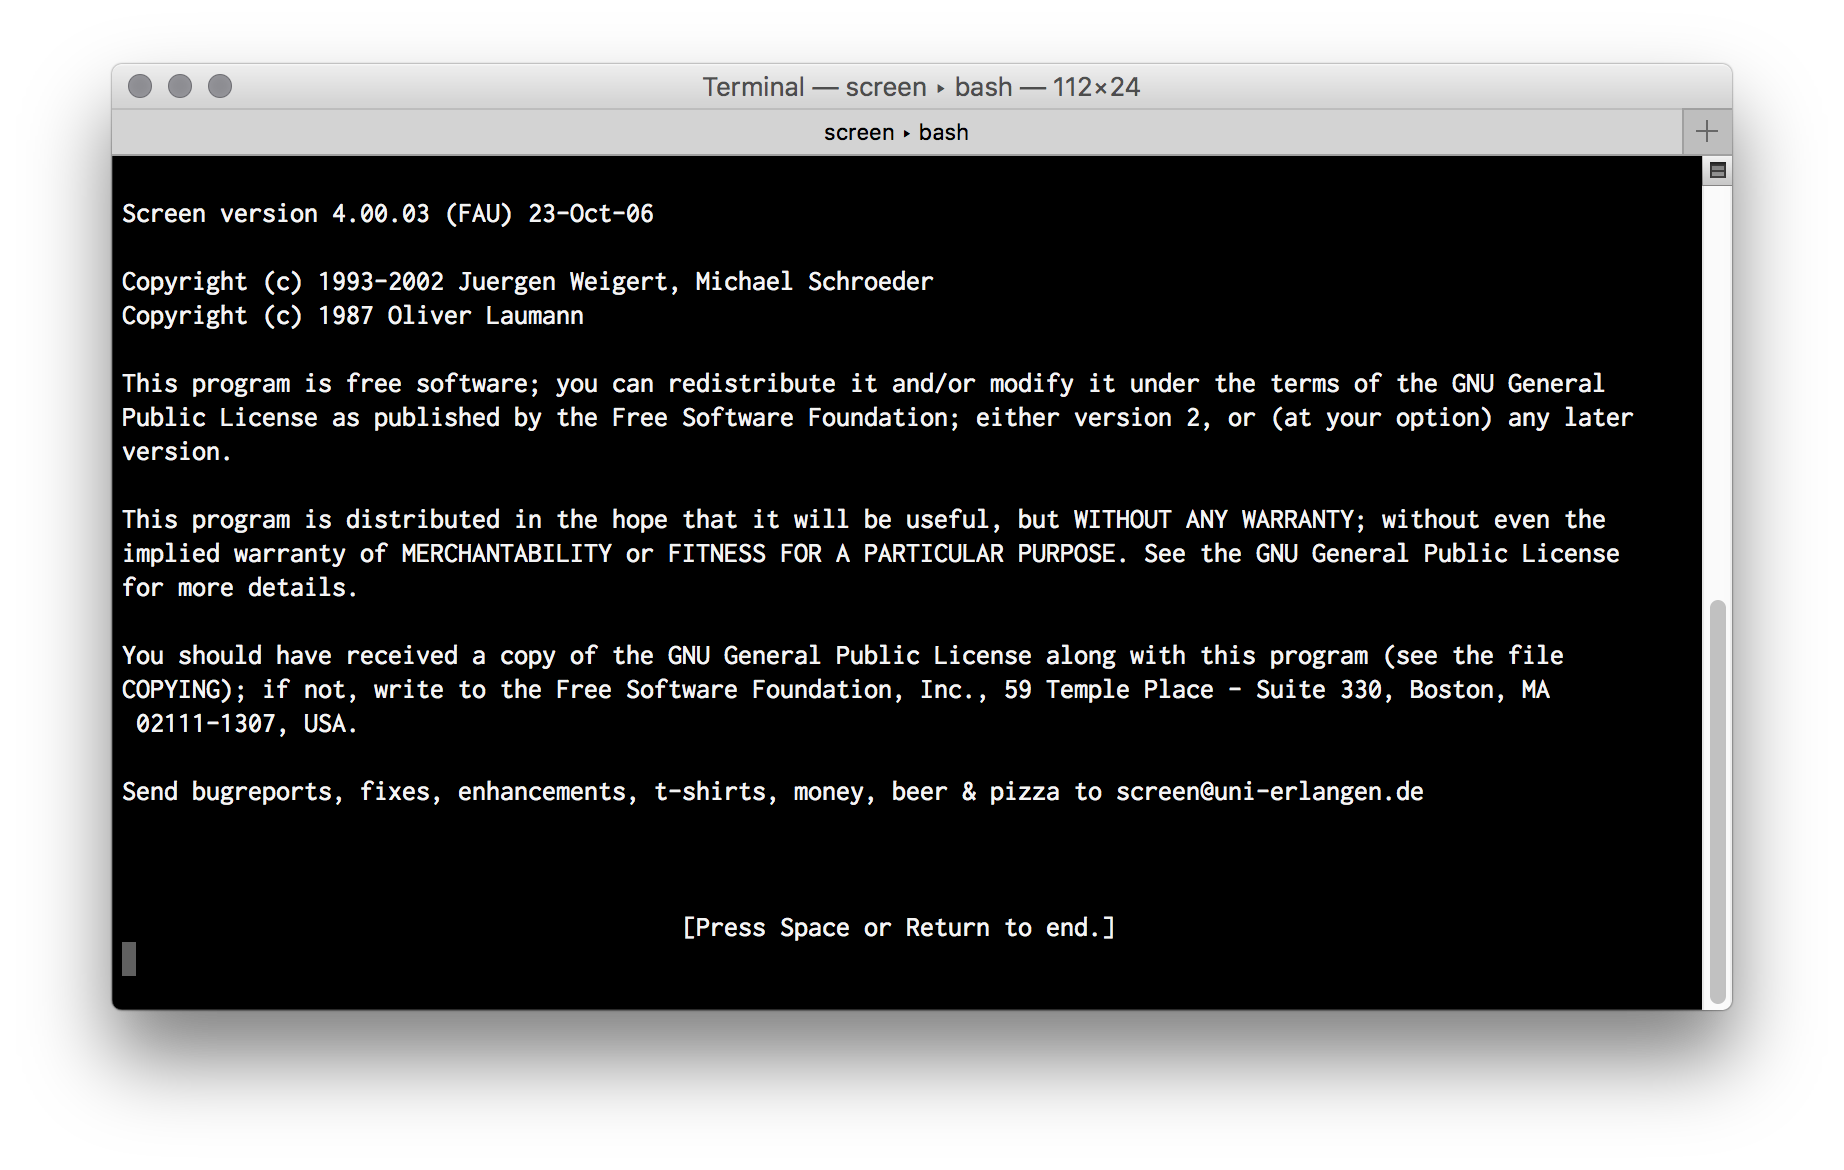 Terminal — screen ▸ bash — 112×24
screen ▸ bash
Screen version 4.00.03 (FAU) 23-Oct-06
Copyright (c) 1993-2002 Juergen Weigert, Michael Schroeder
Copyright (c) 1987 Oliver Laumann
This program is free software; you can redistribute it and/or modify it under the terms of the GNU General
Public License as published by the Free Software Foundation; either version 2, or (at your option) any later
version.
This program is distributed in the hope that it will be useful, but WITHOUT ANY WARRANTY; without even the
implied warranty of MERCHANTABILITY or FITNESS FOR A PARTICULAR PURPOSE. See the GNU General Public License
for more details.
You should have received a copy of the GNU General Public License along with this program (see the file
COPYING); if not, write to the Free Software Foundation, Inc., 59 Temple Place - Suite 330, Boston, MA
02111-1307, USA.
Send bugreports, fixes, enhancements, t-shirts, money, beer & pizza to screen@uni-erlangen.de
[Press Space or Return to end.]